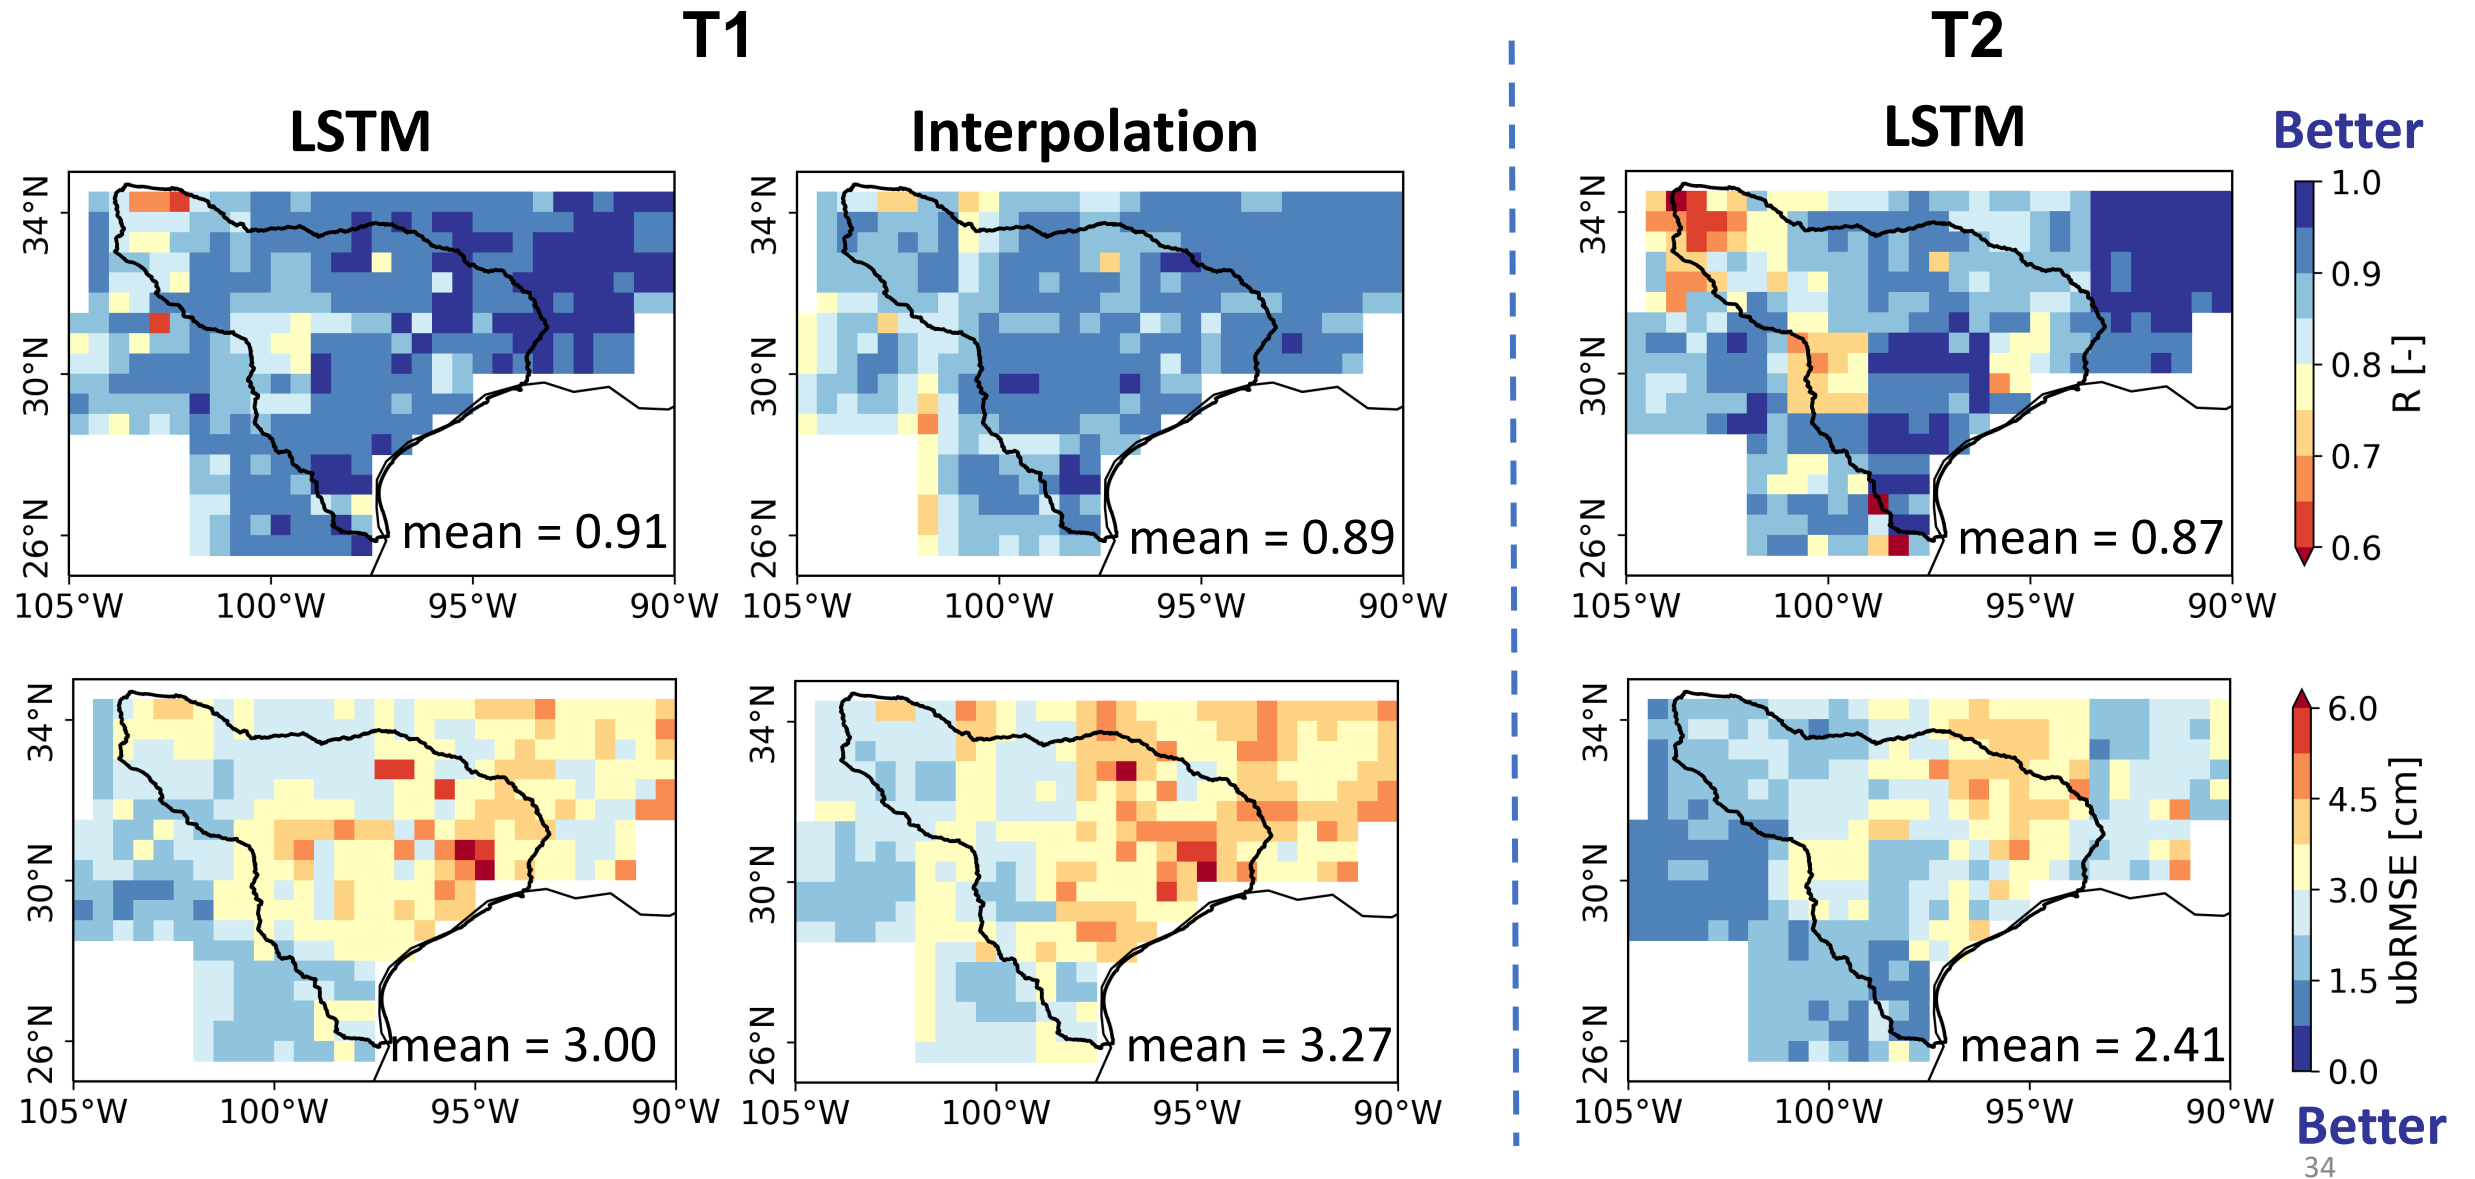 T1
T2
LSTM
Interpolation
LSTM
Better
34°N
30°N
26°N
105°W
100°W
95°W
90°W
mean = 0.91
34°N
30°N
26°N
105°W
100°W
95°W
90°W
mean = 0.89
34°N
30°N
26°N
105°W
100°W
95°W
90°W
mean = 0.87
1.0
0.9
0.8
0.7
0.6
R [-]
34°N
30°N
26°N
105°W
100°W
95°W
90°W
mean = 3.00
34°N
30°N
26°N
105°W
100°W
95°W
90°W
mean = 3.27
34°N
30°N
26°N
105°W
100°W
95°W
90°W
mean = 2.41
6.0
4.5
3.0
1.5
0.0
ubRMSE [cm]
Better
34